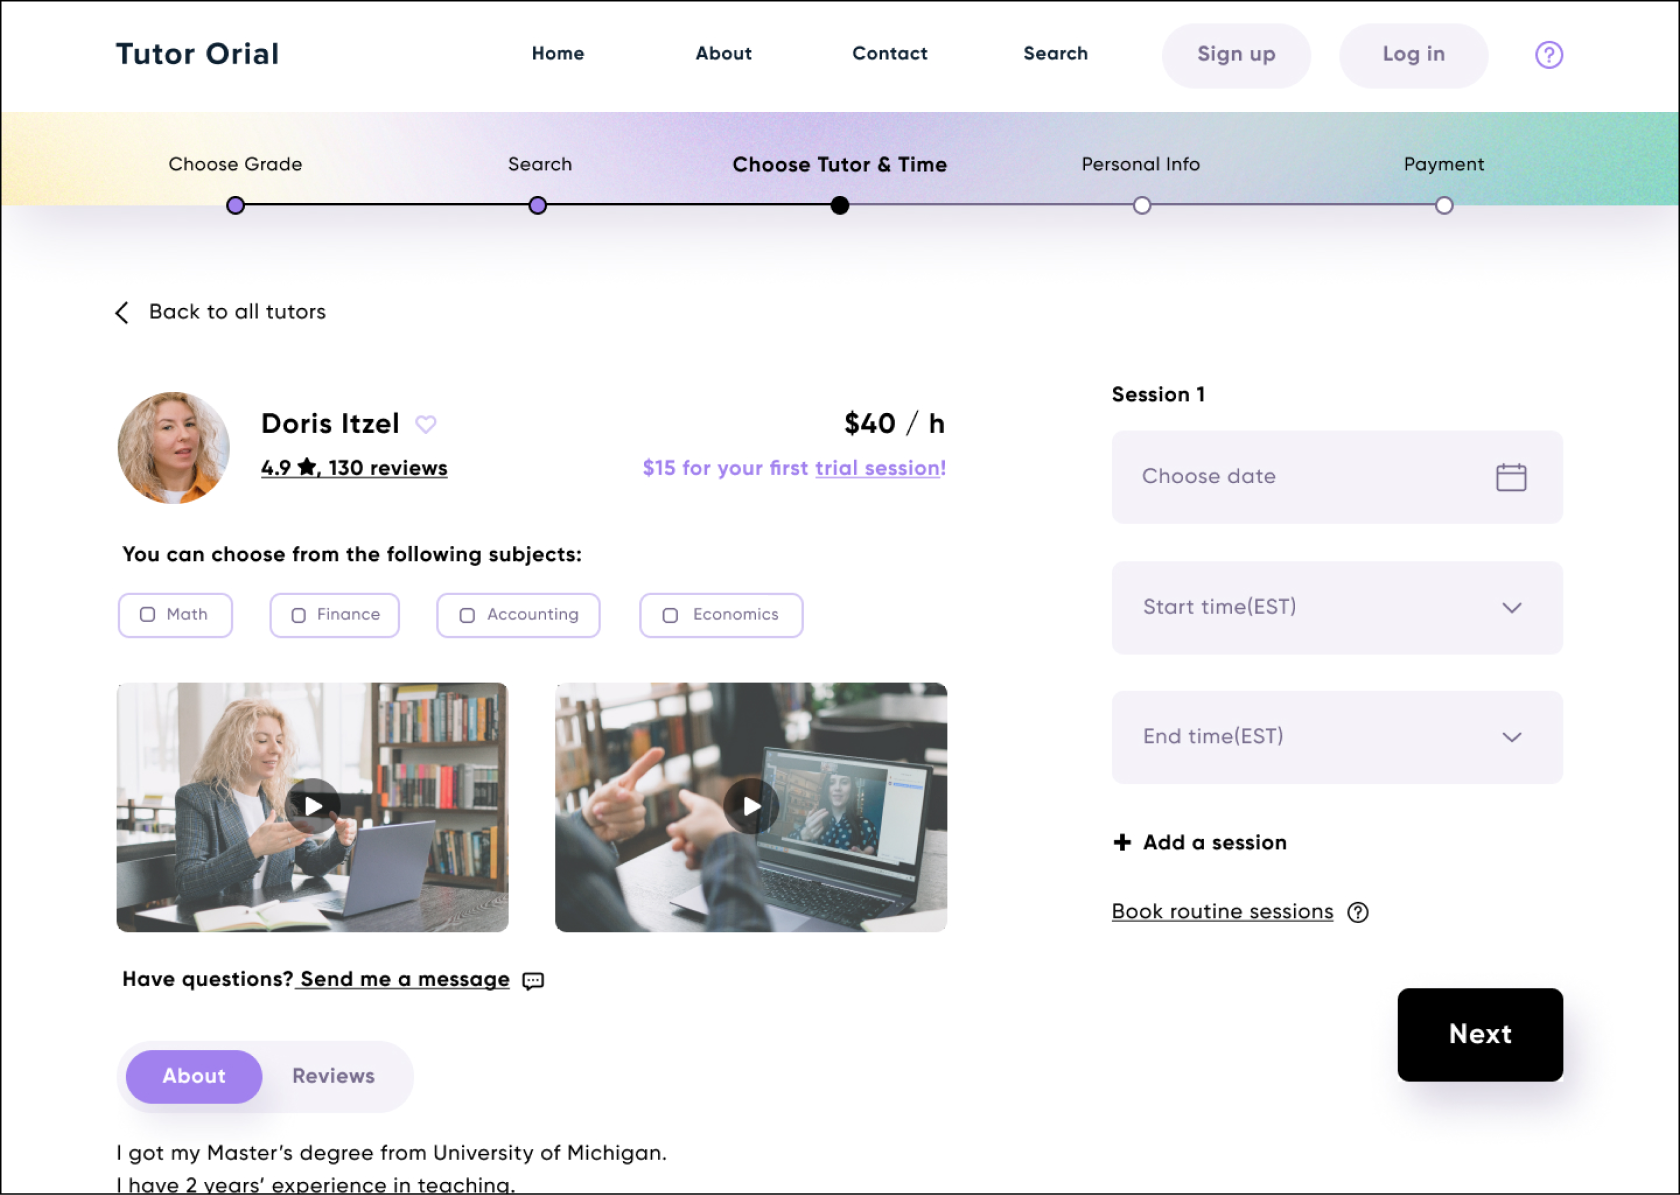 Tutor Orial
Home
About
Contact
Search
Sign up
Log in
?
Choose Grade
Search
Choose Tutor & Time
Personal Info
Payment
Back to all tutors
Doris Itzel
$40 / h
4.9 ★, 130 reviews
$15 for your first trial session!
You can choose from the following subjects:
Math
Finance
Accounting
Economics
Have questions? Send me a message
About
Reviews
I got my Master’s degree from University of Michigan.
I have 2 years’ experience in teaching.
Session 1
Choose date
Start time(EST)
End time(EST)
+ Add a session
Book routine sessions ?
Next